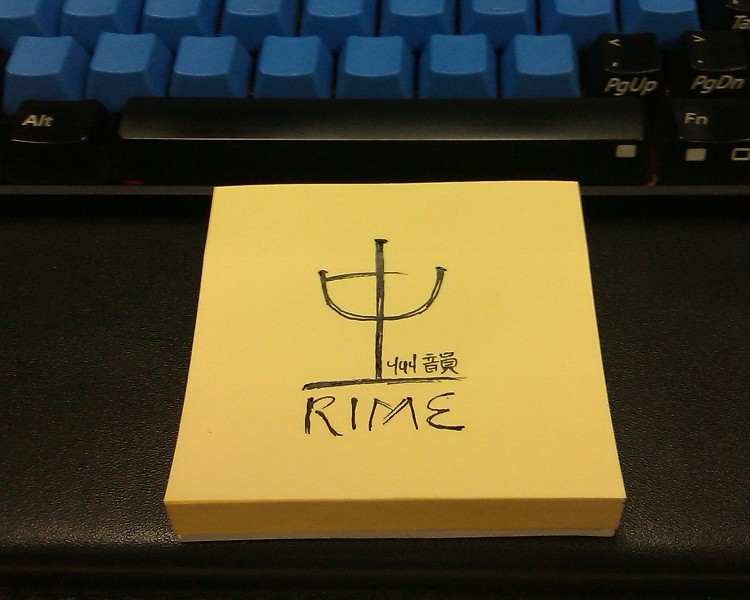 < >
. .
PgUp PgDn
Alt Fn
中
州韻
RIME